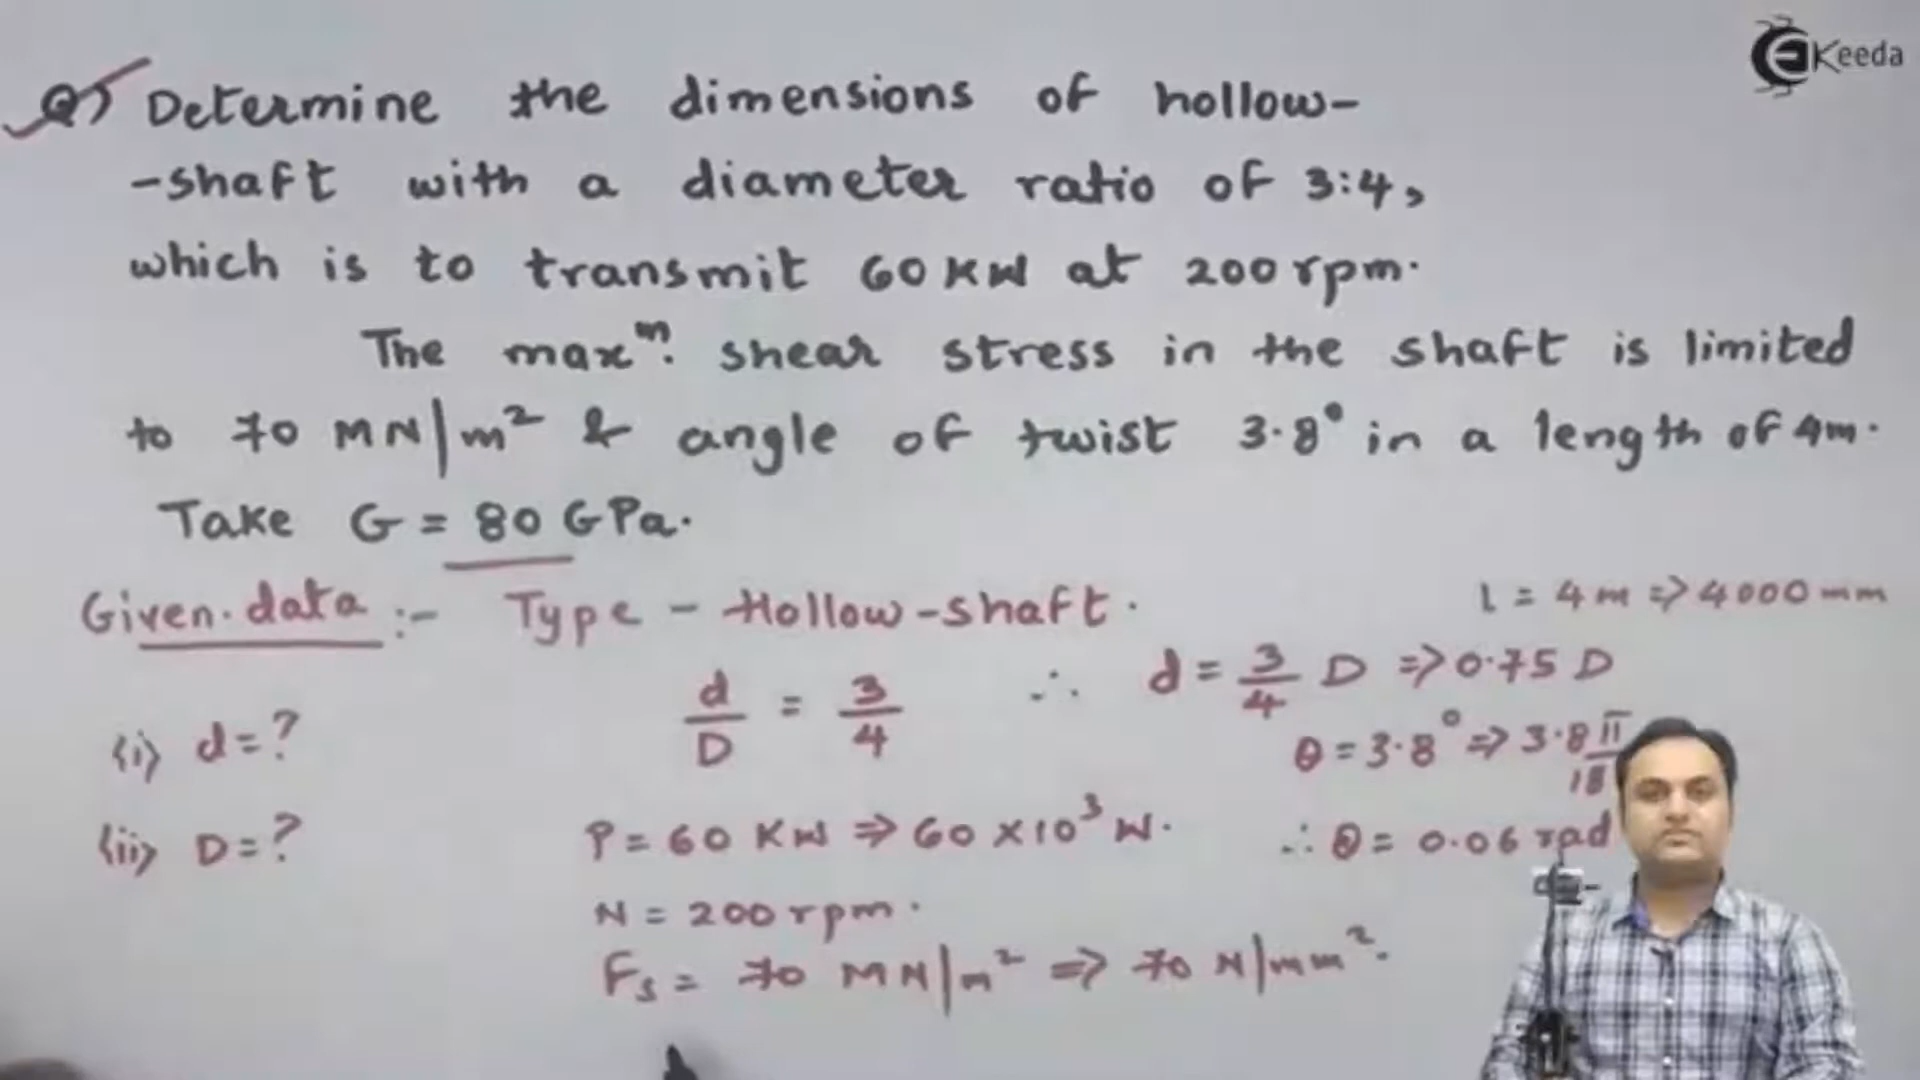 EKeeda
Q) Determine the dimensions of hollow-
-shaft with a diameter ratio of 3:4,
which is to transmit 60 KW at 200 rpm.
The maxᵐ. shear stress in the shaft is limited
to 70 MN/m² & angle of twist 3.8° in a length of 4m.
Take G = 80 GPa.
Given data :- Type - Hollow-shaft.
l = 4m => 4000 mm
d/D = 3/4 ∴ d = 3/4 D => 0.75 D
(i) d = ?
θ = 3.8° => 3.8 π/18
(ii) D = ?
P = 60 KW => 60 x 10³ W.
∴ θ = 0.06 rad
N = 200 rpm.
Fs = 70 MN/m² => 70 N/mm².